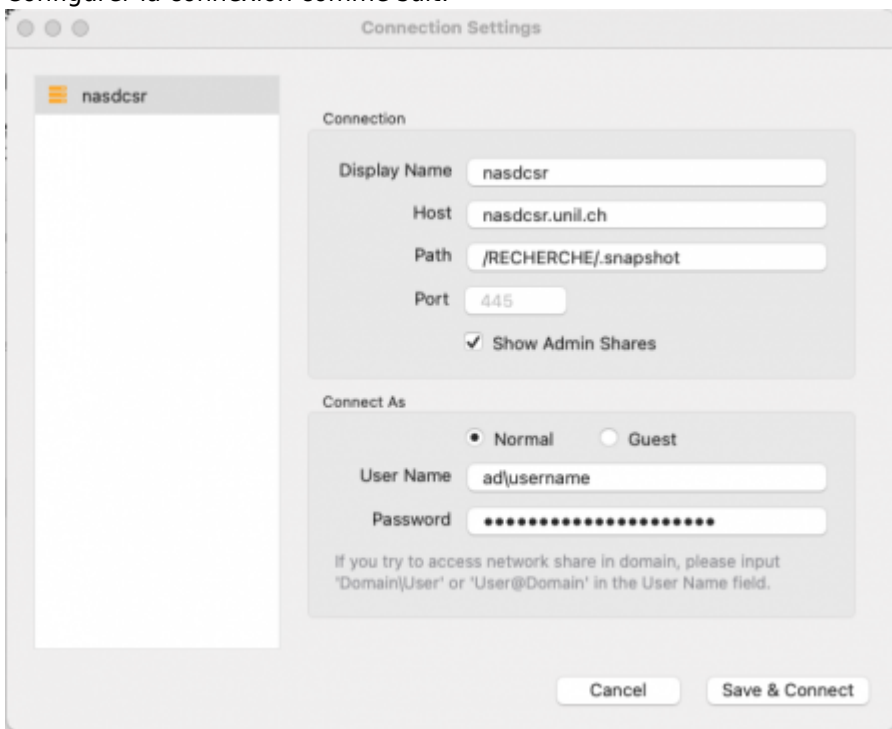 Configurer la connexion comme suit:
Connection Settings
nasdcsr
Connection
Display Name nasdcsr
Host nasdcsr.unil.ch
Path /RECHERCHE/.snapshot
Port 445
Show Admin Shares
Connect As
Normal Guest
User Name ad\username
Password •••••••••••••••••••••
If you try to access network share in domain, please input
'Domain\User' or 'User@Domain' in the User Name field.
Cancel Save & Connect